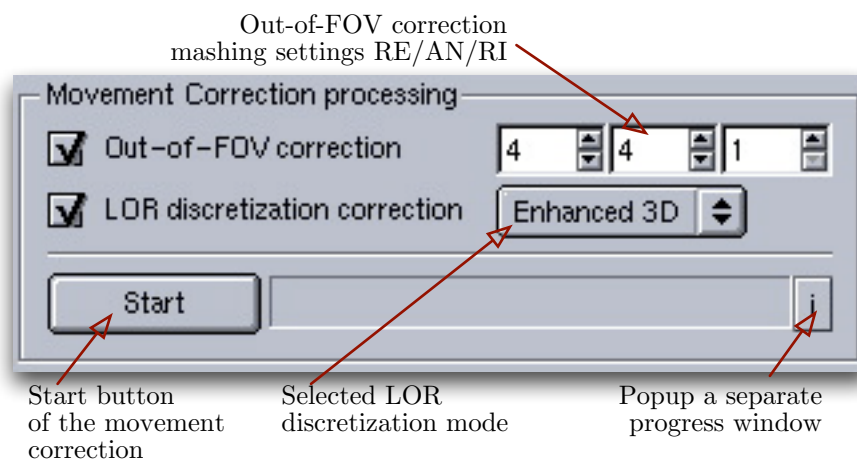 Out-of-FOV correction
mashing settings RE/AN/RI
Movement Correction processing
Out-of-FOV correction 4 4 1
LOR discretization correction Enhanced 3D
Start i
Start button
of the movement
correction
Selected LOR
discretization mode
Popup a separate
progress window